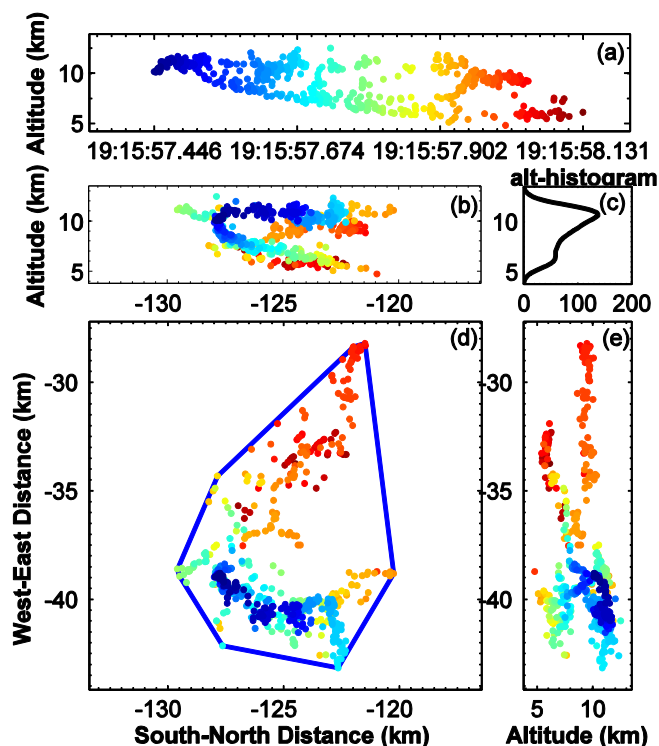 (a)
Altitude (km)
10
5
19:15:57.446 19:15:57.674 19:15:57.902 19:15:58.131
alt-histogram
(b)
Altitude (km)
10
5
-130 -125 -120
(c)
10
5
0 100 200
(d)
West-East Distance (km)
-30
-35
-40
-130 -125 -120
South-North Distance (km)
(e)
-30
-35
-40
5 10
Altitude (km)